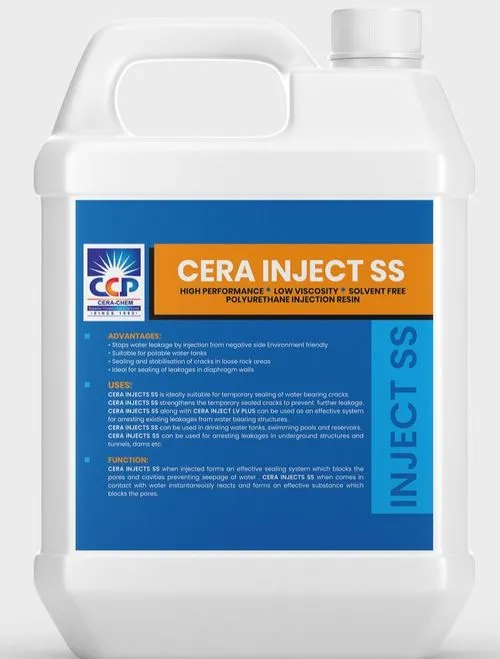 CCP
CERA-CHEM
• SINCE 1993 •
CERA INJECT SS
HIGH PERFORMANCE * LOW VISCOSITY * SOLVENT FREE
POLYURETHANE INJECTION RESIN
ADVANTAGES:
• Stops water leakage by injection from negative side Environment friendly
• Suitable for potable water tanks
• Sealing and stabilisation of cracks in loose rock areas
• Ideal for sealing of leakages in diaphragm walls
USES:
CERA INJECTS SS is ideally suitable for temporary sealing of water bearing cracks.
CERA INJECTS SS strengthens the temporary sealed cracks to prevent further leakage.
CERA INJECTS SS along with CERA INJECT LV PLUS can be used as an effective system
for arresting existing leakages from water bearing structures.
CERA INJECTS SS can be used in drinking water tanks, swimming pools and reservoirs.
CERA INJECTS SS can be used for arresting leakages in underground structures and
tunnels, dams etc.
FUNCTION:
CERA INJECTS SS when injected forms an effective sealing system which blocks the
pores and cavities preventing seepage of water . CERA INJECTS SS when comes in
contact with water instantaneoisly reacts and forms an effective substance which
blocks the pores.
INJECT SS